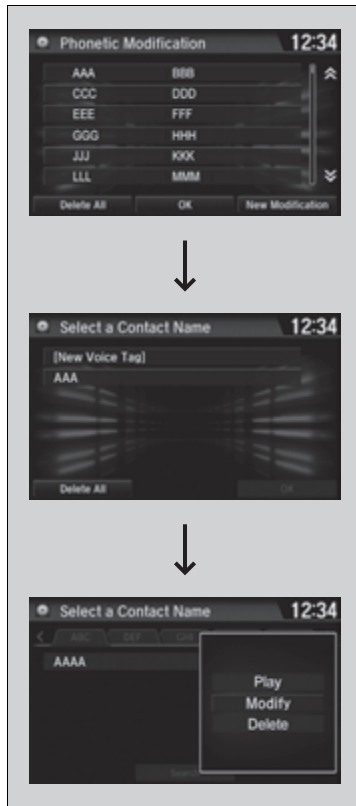 Phonetic Modification 12:34
AAA BBB
CCC DDD
EEE FFF
GGG HHH
JJJ KKK
LLL MMM
Delete All OK New Modification
Select a Contact Name 12:34
[New Voice Tag]
AAA
Delete All OK
Select a Contact Name 12:34
ABC DEF GHI
AAAA
Play
Modify
Delete
Search